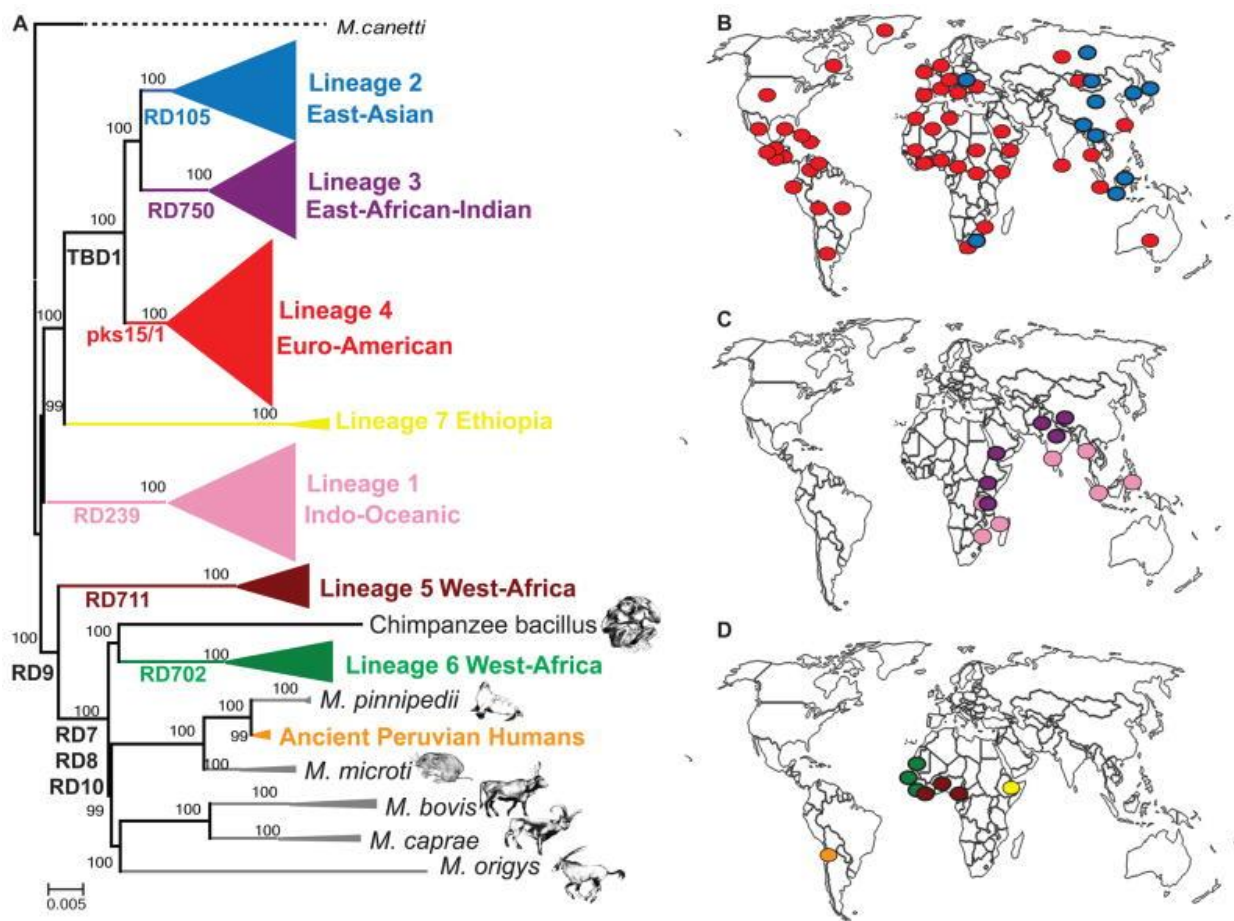 A
M.canetti
100
Lineage 2
East-Asian
RD105
100
100
Lineage 3
East-African-Indian
RD750
100
TBD1
100
Lineage 4
Euro-American
pks15/1
100
99
100
Lineage 7 Ethiopia
100
100
Lineage 1
Indo-Oceanic
RD239
100
Lineage 5 West-Africa
RD711
100
Chimpanzee bacillus
100
RD9
Lineage 6 West-Africa
100
RD702
100
M. pinnipedii
100
100
RD7
99
Ancient Peruvian Humans
RD8
100
M. microti
RD10
99
100
M. bovis
100
100
M. caprae
100
M. origys
0.005
B
C
D